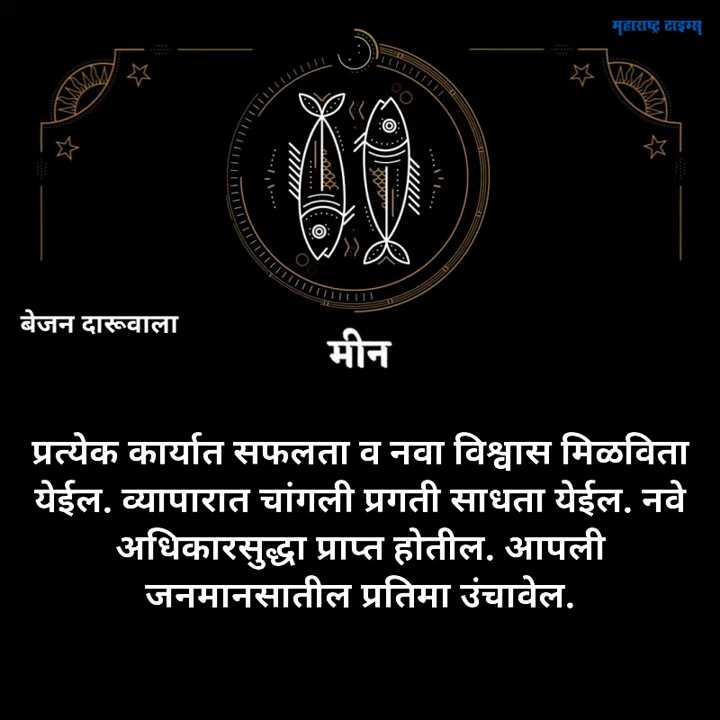 महाराष्ट्र टाइम्स
बेजन दारूवाला
मीन
प्रत्येक कार्यात सफलता व नवा विश्वास मिळविता
येईल. व्यापारात चांगली प्रगती साधता येईल. नवे
अधिकारसुद्धा प्राप्त होतील. आपली
जनमानसातील प्रतिमा उंचावेल.